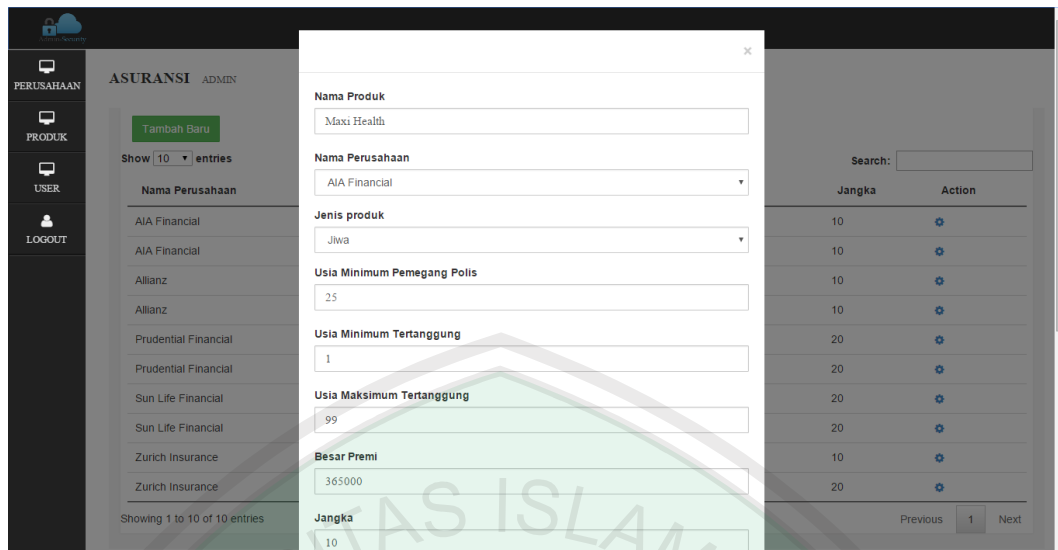 Security
PERUSAHAAN
PRODUK
USER
LOGOUT
ASURANSI ADMIN
Tambah Baru
Show 10 entries
Search:
Nama Perusahaan Jangka Action
AIA Financial 10
AIA Financial 10
Allianz 10
Allianz 10
Prudential Financial 20
Prudential Financial 20
Sun Life Financial 20
Sun Life Financial 20
Zurich Insurance 10
Zurich Insurance 20
Showing 1 to 10 of 10 entries
Previous 1 Next
×
Nama Produk
Maxi Health
Nama Perusahaan
AIA Financial
Jenis produk
Jiwa
Usia Minimum Pemegang Polis
25
Usia Minimum Tertanggung
1
Usia Maksimum Tertanggung
99
Besar Premi
365000
Jangka
10
TAS ISLAM